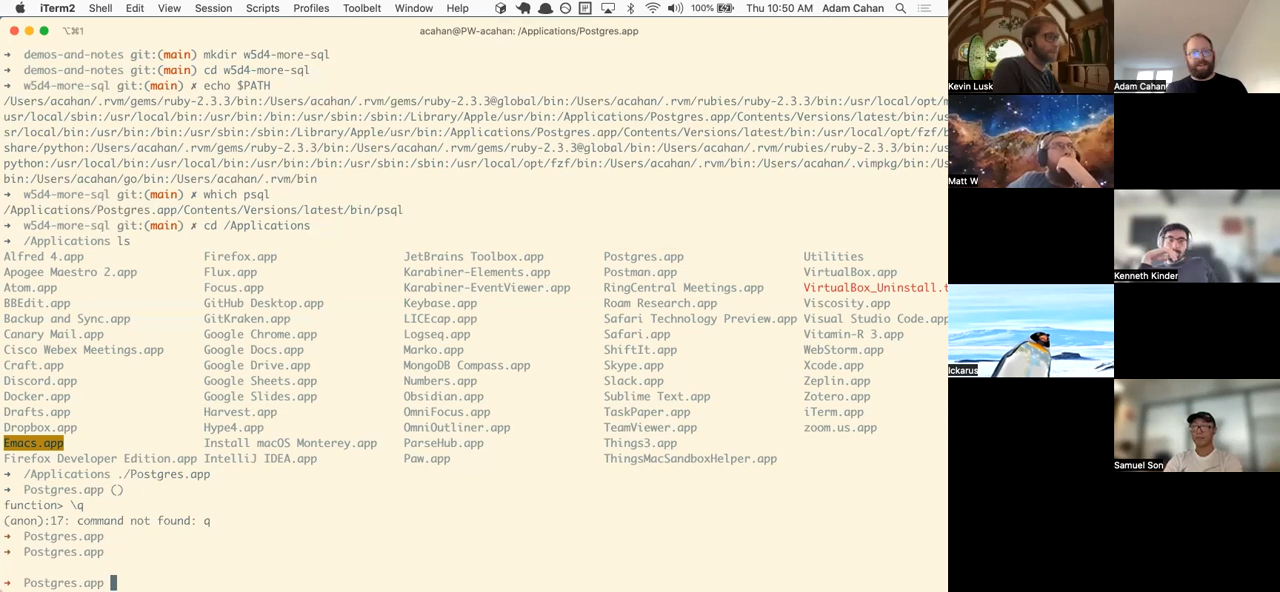 iTerm2 Shell Edit View Session Scripts Profiles Toolbelt Window Help 100% Thu 10:50 AM Adam Cahan
⌥⌘1 acahan@PW-acahan: /Applications/Postgres.app
➜ demos-and-notes git:(main) mkdir w5d4-more-sql
➜ demos-and-notes git:(main) cd w5d4-more-sql
➜ w5d4-more-sql git:(main) ✗ echo $PATH
/Users/acahan/.rvm/gems/ruby-2.3.3/bin:/Users/acahan/.rvm/gems/ruby-2.3.3@global/bin:/Users/acahan/.rvm/rubies/ruby-2.3.3/bin:/usr/local/opt/m
usr/local/sbin:/usr/local/bin:/usr/bin:/bin:/usr/sbin:/sbin:/Library/Apple/usr/bin:/Applications/Postgres.app/Contents/Versions/latest/bin:/us
sr/local/bin:/usr/bin:/bin:/usr/sbin:/sbin:/Library/Apple/usr/bin:/Applications/Postgres.app/Contents/Versions/latest/bin:/usr/local/opt/fzf/b
share/python:/Users/acahan/.rvm/gems/ruby-2.3.3/bin:/Users/acahan/.rvm/gems/ruby-2.3.3@global/bin:/Users/acahan/.rvm/rubies/ruby-2.3.3/bin:/us
python:/usr/local/bin:/usr/local/bin:/usr/bin:/bin:/usr/sbin:/sbin:/usr/local/opt/fzf/bin:/Users/acahan/.rvm/bin:/Users/acahan/.vimpkg/bin:/Us
bin:/Users/acahan/go/bin:/Users/acahan/.rvm/bin
➜ w5d4-more-sql git:(main) ✗ which psql
/Applications/Postgres.app/Contents/Versions/latest/bin/psql
➜ w5d4-more-sql git:(main) ✗ cd /Applications
➜ /Applications ls
Alfred 4.app Firefox.app JetBrains Toolbox.app Postgres.app Utilities
Apogee Maestro 2.app Flux.app Karabiner-Elements.app Postman.app VirtualBox.app
Atom.app Focus.app Karabiner-EventViewer.app RingCentral Meetings.app VirtualBox_Uninstall.t
BBEdit.app GitHub Desktop.app Keybase.app Roam Research.app Viscosity.app
Backup and Sync.app GitKraken.app LICEcap.app Safari Technology Preview.app Visual Studio Code.app
Canary Mail.app Google Chrome.app Logseq.app Safari.app Vitamin-R 3.app
Cisco Webex Meetings.app Google Docs.app Marko.app ShiftIt.app WebStorm.app
Craft.app Google Drive.app MongoDB Compass.app Skype.app Xcode.app
Discord.app Google Sheets.app Numbers.app Slack.app Zeplin.app
Docker.app Google Slides.app Obsidian.app Sublime Text.app Zotero.app
Drafts.app Harvest.app OmniFocus.app TaskPaper.app iTerm.app
Dropbox.app Hype4.app OmniOutliner.app TeamViewer.app zoom.us.app
Emacs.app Install macOS Monterey.app ParseHub.app Things3.app
Firefox Developer Edition.app IntelliJ IDEA.app Paw.app ThingsMacSandboxHelper.app
➜ /Applications ./Postgres.app
➜ Postgres.app ()
function> \q
(anon):17: command not found: q
➜ Postgres.app
➜ Postgres.app
➜ Postgres.app
Kevin Lusk
Adam Cahan
Matt W
Kenneth Kinder
Ickarus
Samuel Son